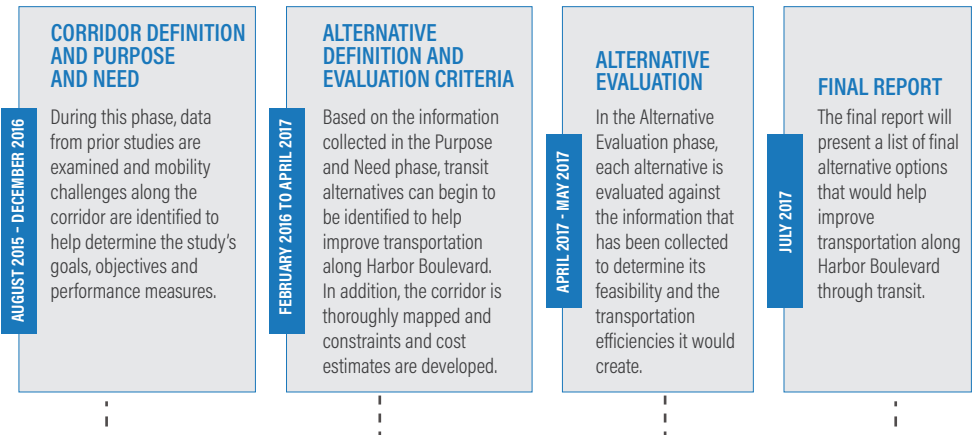 CORRIDOR DEFINITION
AND PURPOSE
AND NEED
AUGUST 2015 – DECEMBER 2016
During this phase, data
from prior studies are
examined and mobility
challenges along the
corridor are identified to
help determine the study's
goals, objectives and
performance measures.
ALTERNATIVE
DEFINITION AND
EVALUATION CRITERIA
FEBRUARY 2016 TO APRIL 2017
Based on the information
collected in the Purpose
and Need phase, transit
alternatives can begin to
be identified to help
improve transportation
along Harbor Boulevard.
In addition, the corridor is
thoroughly mapped and
constraints and cost
estimates are developed.
ALTERNATIVE
EVALUATION
APRIL 2017 - MAY 2017
In the Alternative
Evaluation phase,
each alternative is
evaluated against
the information that
has been collected
to determine its
feasibility and the
transportation
efficiencies it would
create.
FINAL REPORT
JULY 2017
The final report will
present a list of final
alternative options
that would help
improve
transportation along
Harbor Boulevard
through transit.